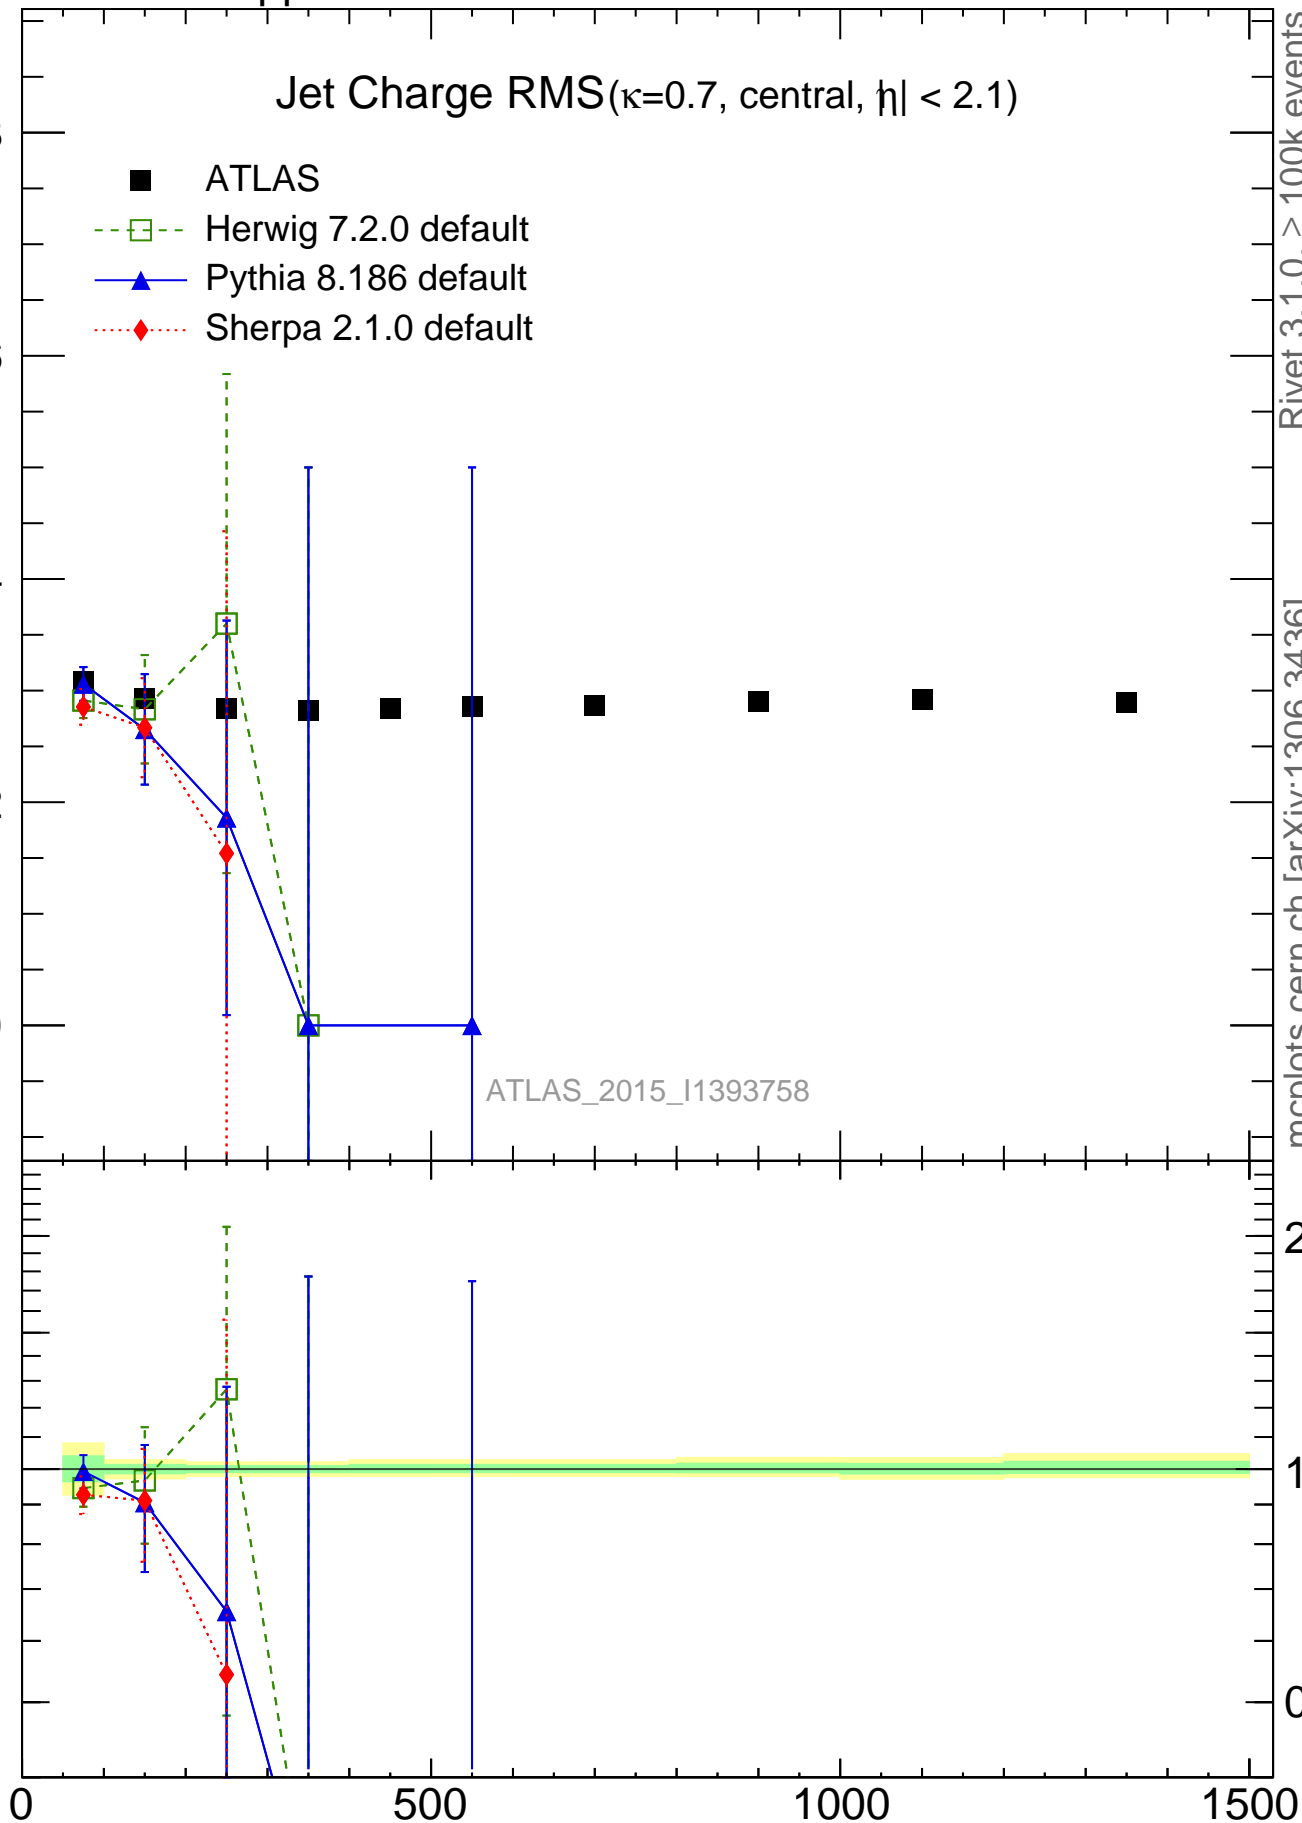 pp
Jet Charge RMS(κ=0.7, central, |η| < 2.1)
ATLAS
Herwig 7.2.0 default
Pythia 8.186 default
Sherpa 2.1.0 default
ATLAS_2015_I1393758
Rivet 3.1.0, > 100k events
mcplots.cern.ch [arXiv:1306.3436]
2
1
0
0
500
1000
1500